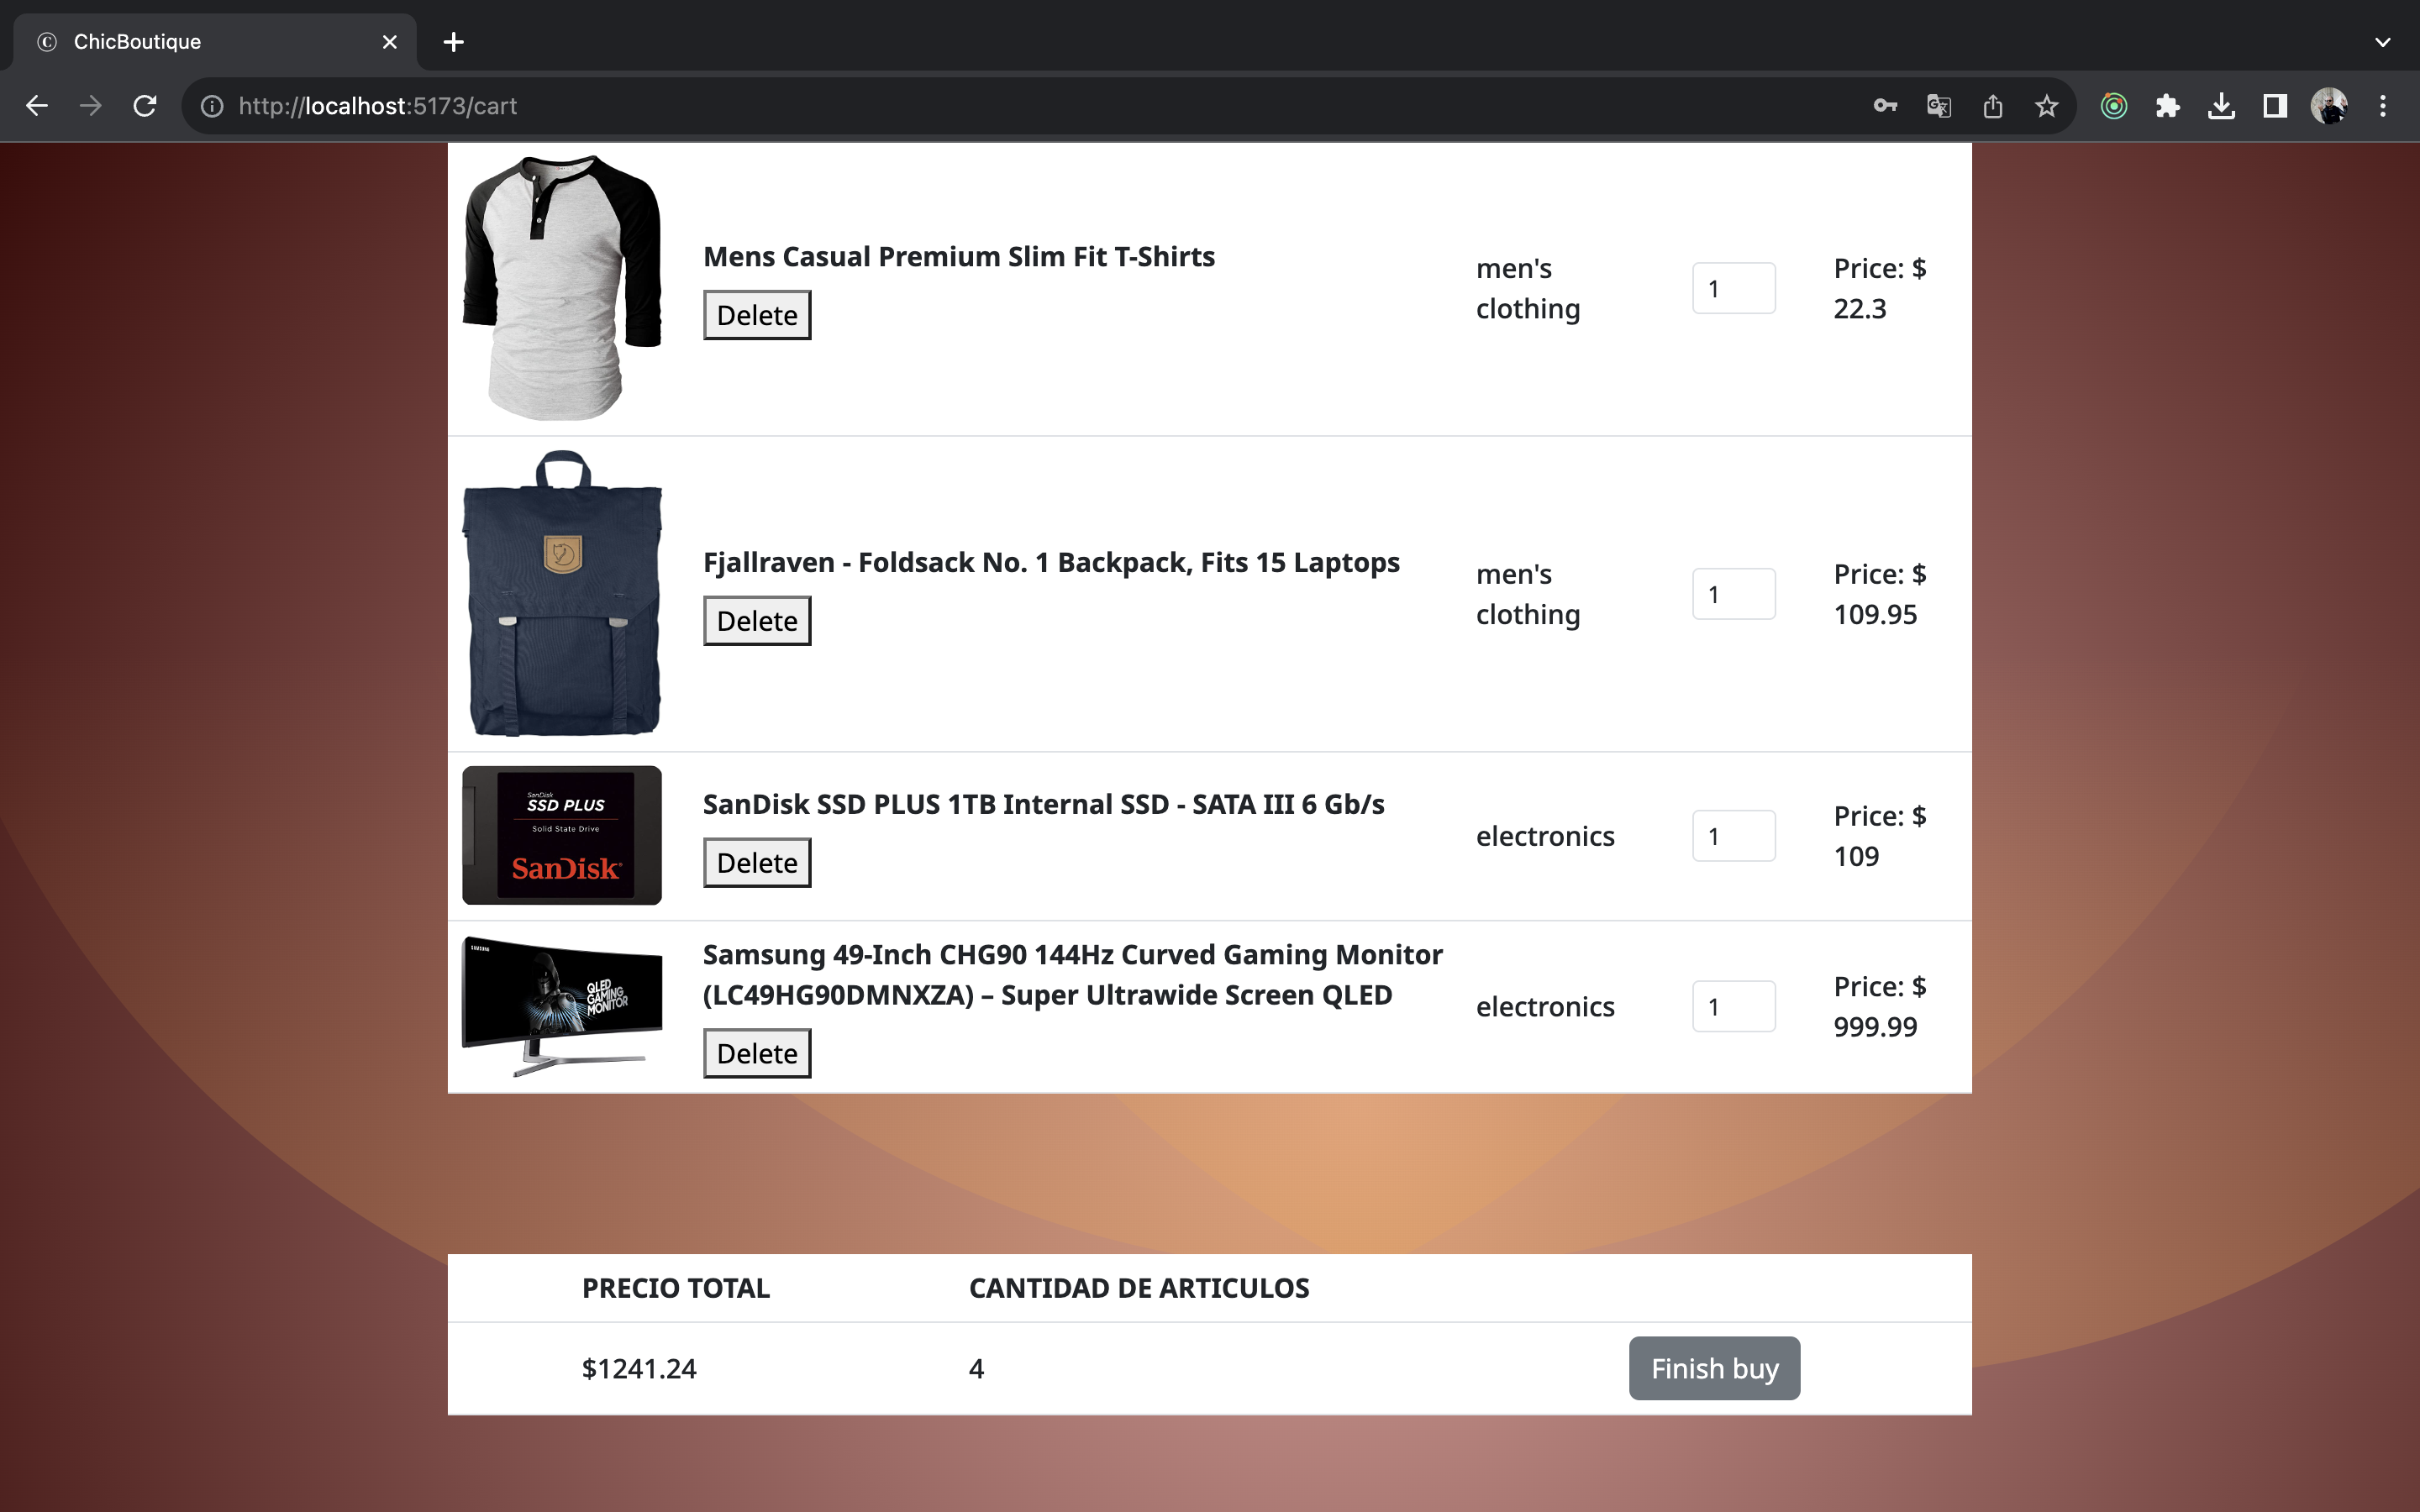 © ChicBoutique
http://localhost:5173/cart
Mens Casual Premium Slim Fit T-Shirts
Delete
men's
clothing
1
Price: $
22.3
Fjallraven - Foldsack No. 1 Backpack, Fits 15 Laptops
Delete
men's
clothing
1
Price: $
109.95
SanDisk
SSD PLUS
Solid State Drive
SanDisk
SanDisk SSD PLUS 1TB Internal SSD - SATA III 6 Gb/s
Delete
electronics
1
Price: $
109
SAMSUNG
QLED
GAMING
MONITOR
Samsung 49-Inch CHG90 144Hz Curved Gaming Monitor
(LC49HG90DMNXZA) – Super Ultrawide Screen QLED
Delete
electronics
1
Price: $
999.99
PRECIO TOTAL CANTIDAD DE ARTICULOS
$1241.24 4 Finish buy